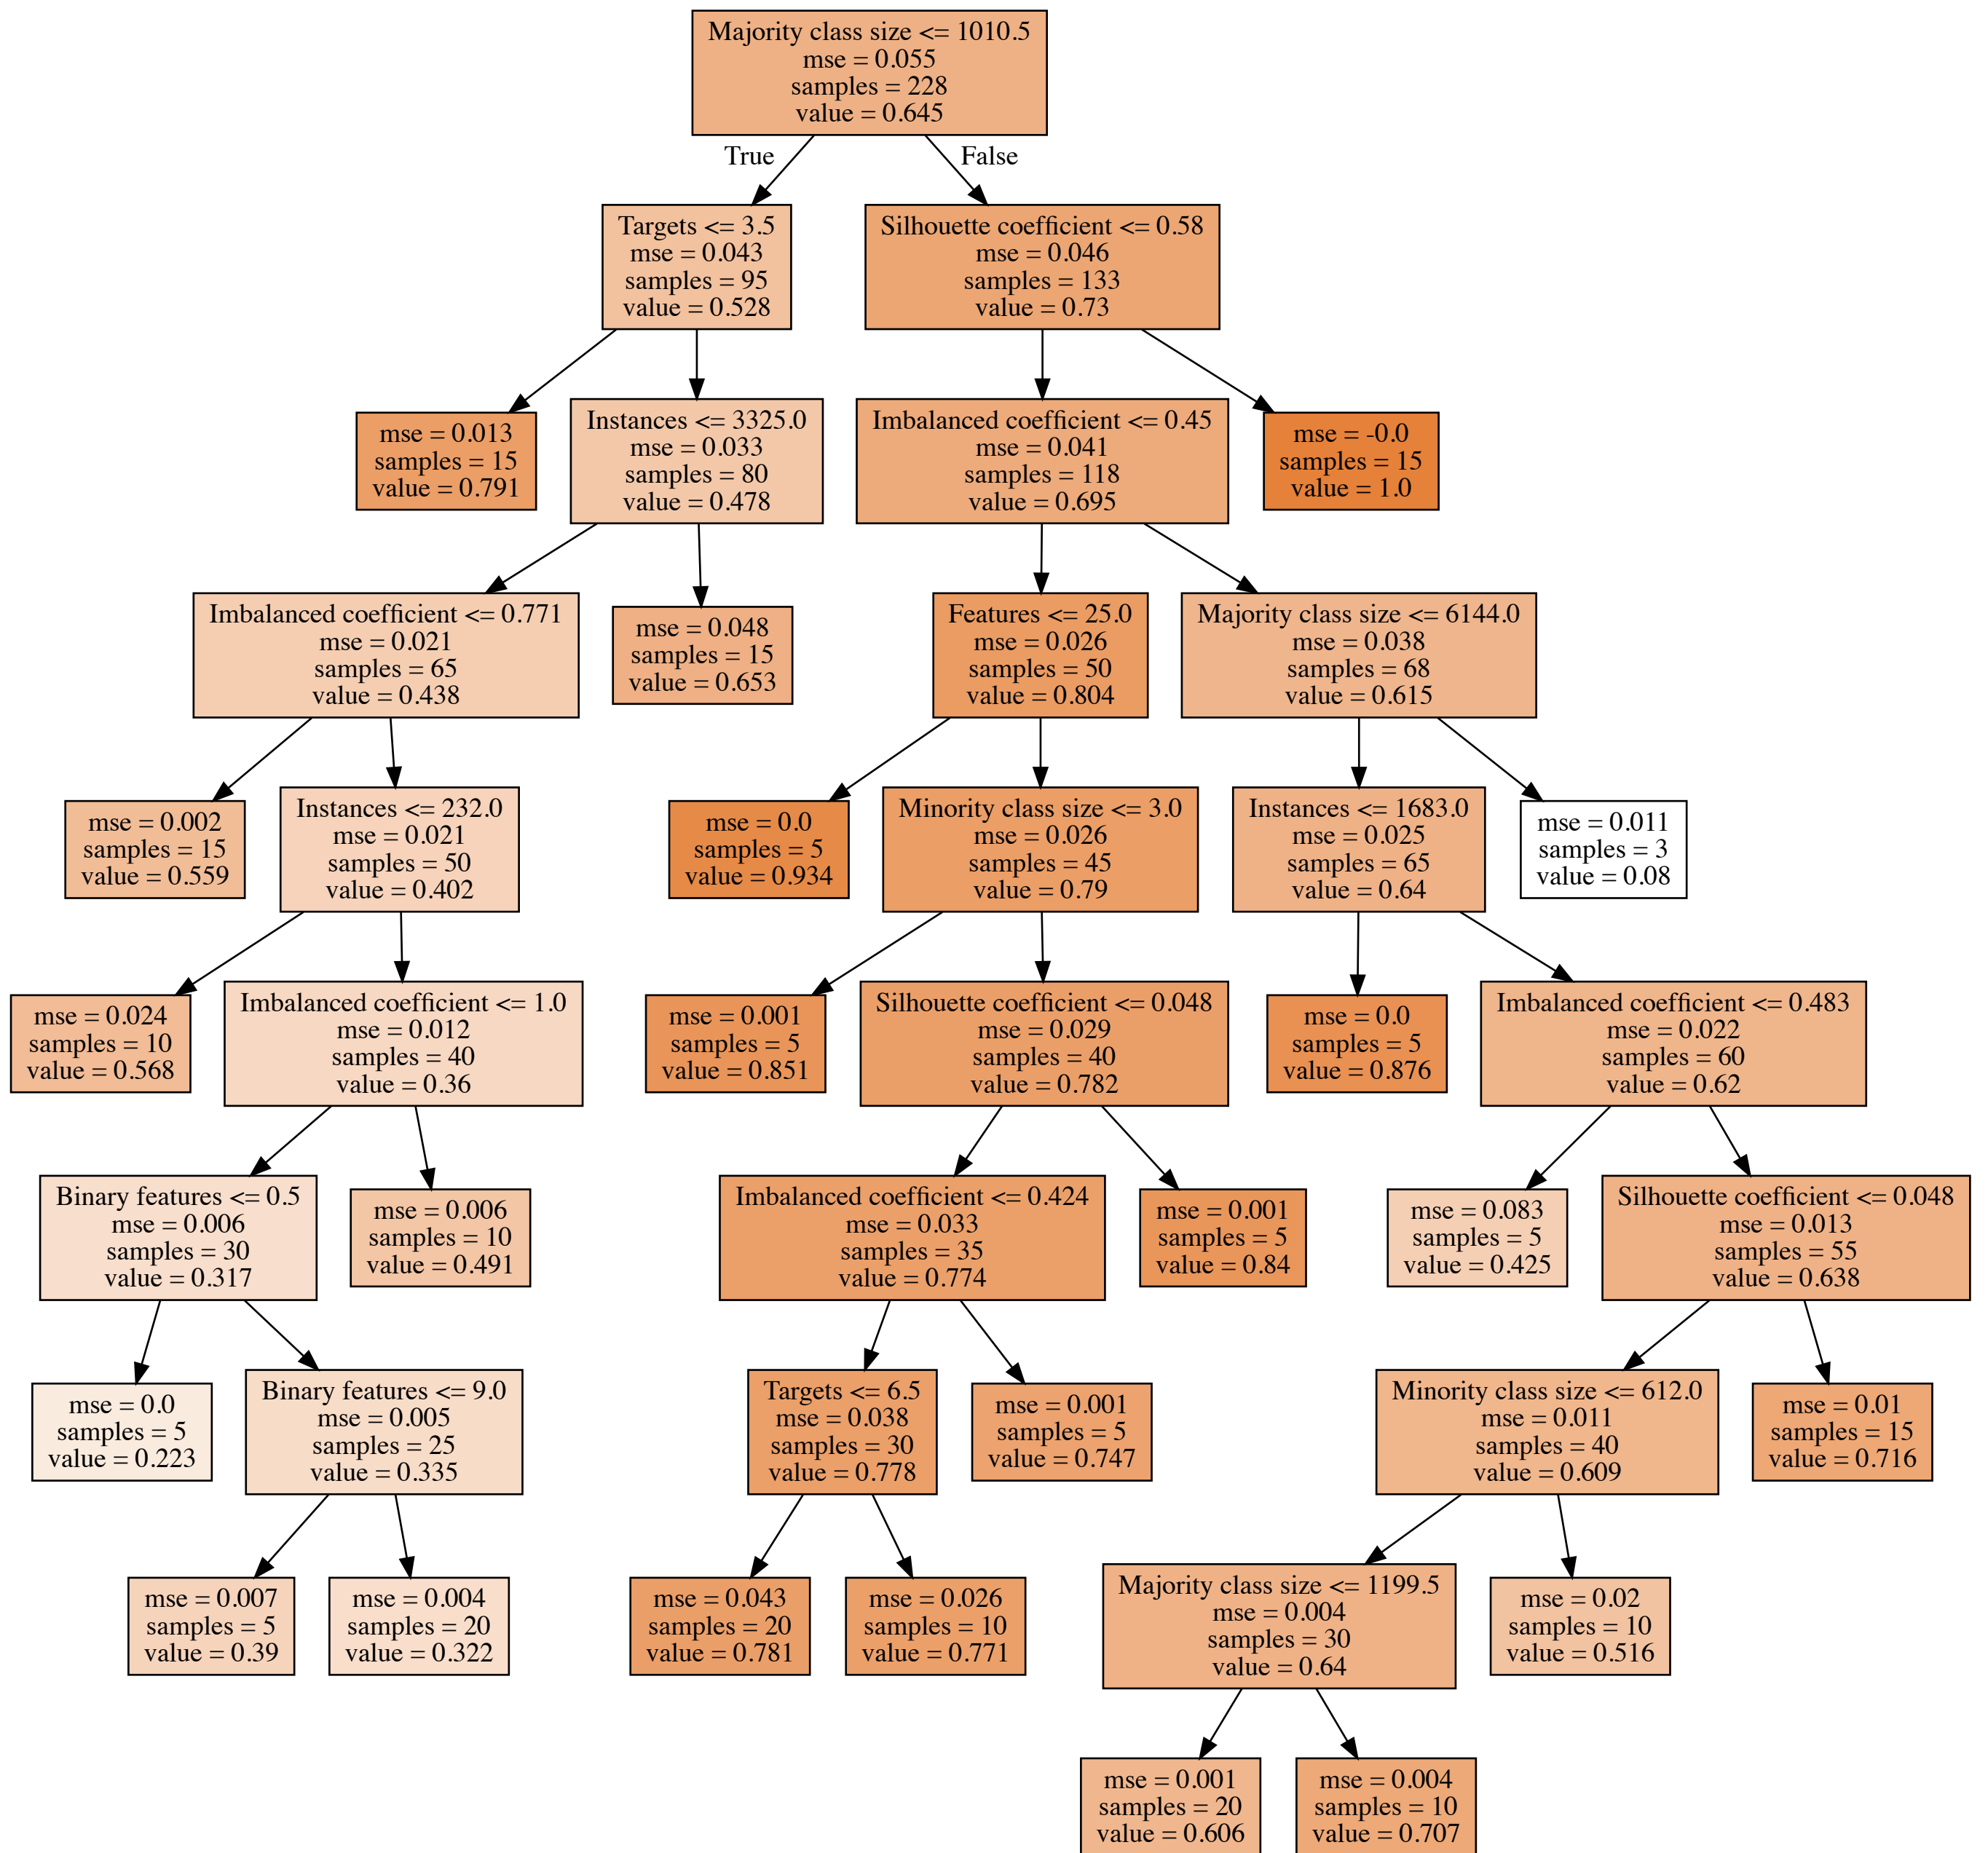 Majority class size <= 1010.5
mse = 0.055
samples = 228
value = 0.645
True
False
Targets <= 3.5
mse = 0.043
samples = 95
value = 0.528
Silhouette coefficient <= 0.58
mse = 0.046
samples = 133
value = 0.73
mse = 0.013
samples = 15
value = 0.791
Instances <= 3325.0
mse = 0.033
samples = 80
value = 0.478
Imbalanced coefficient <= 0.45
mse = 0.041
samples = 118
value = 0.695
mse = -0.0
samples = 15
value = 1.0
Imbalanced coefficient <= 0.771
mse = 0.021
samples = 65
value = 0.438
mse = 0.048
samples = 15
value = 0.653
Features <= 25.0
mse = 0.026
samples = 50
value = 0.804
Majority class size <= 6144.0
mse = 0.038
samples = 68
value = 0.615
mse = 0.002
samples = 15
value = 0.559
Instances <= 232.0
mse = 0.021
samples = 50
value = 0.402
mse = 0.0
samples = 5
value = 0.934
Minority class size <= 3.0
mse = 0.026
samples = 45
value = 0.79
Instances <= 1683.0
mse = 0.025
samples = 65
value = 0.64
mse = 0.011
samples = 3
value = 0.08
mse = 0.024
samples = 10
value = 0.568
Imbalanced coefficient <= 1.0
mse = 0.012
samples = 40
value = 0.36
mse = 0.001
samples = 5
value = 0.851
Silhouette coefficient <= 0.048
mse = 0.029
samples = 40
value = 0.782
mse = 0.0
samples = 5
value = 0.876
Imbalanced coefficient <= 0.483
mse = 0.022
samples = 60
value = 0.62
Binary features <= 0.5
mse = 0.006
samples = 30
value = 0.317
mse = 0.006
samples = 10
value = 0.491
Imbalanced coefficient <= 0.424
mse = 0.033
samples = 35
value = 0.774
mse = 0.001
samples = 5
value = 0.84
mse = 0.083
samples = 5
value = 0.425
Silhouette coefficient <= 0.048
mse = 0.013
samples = 55
value = 0.638
mse = 0.0
samples = 5
value = 0.223
Binary features <= 9.0
mse = 0.005
samples = 25
value = 0.335
Targets <= 6.5
mse = 0.038
samples = 30
value = 0.778
mse = 0.001
samples = 5
value = 0.747
Minority class size <= 612.0
mse = 0.011
samples = 40
value = 0.609
mse = 0.01
samples = 15
value = 0.716
mse = 0.007
samples = 5
value = 0.39
mse = 0.004
samples = 20
value = 0.322
mse = 0.043
samples = 20
value = 0.781
mse = 0.026
samples = 10
value = 0.771
Majority class size <= 1199.5
mse = 0.004
samples = 30
value = 0.64
mse = 0.02
samples = 10
value = 0.516
mse = 0.001
samples = 20
value = 0.606
mse = 0.004
samples = 10
value = 0.707